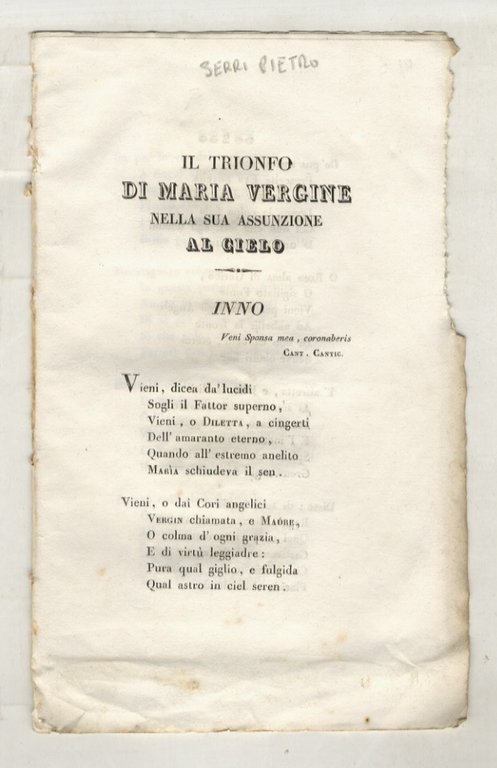 SERRI PIETRO
IL TRIONFO
DI MARIA VERGINE
NELLA SUA ASSUNZIONE
AL CIELO
INNO
Veni Sponsa mea, coronaberis
CANT. CANTIC.
Vieni, dicea da' lucidi
Sogli il Fattor superno,
Vieni, o DILETTA, a cingerti
Dell' amaranto eterno,
Quando all' estremo anelito
MARÌA schiudeva il sen.
Vieni, o dai Cori angelici
VERGIN chiamata, e MADRE,
O colma d' ogni grazia,
E di virtù leggiadre:
Pura qual giglio, e fulgida
Qual astro in ciel seren.